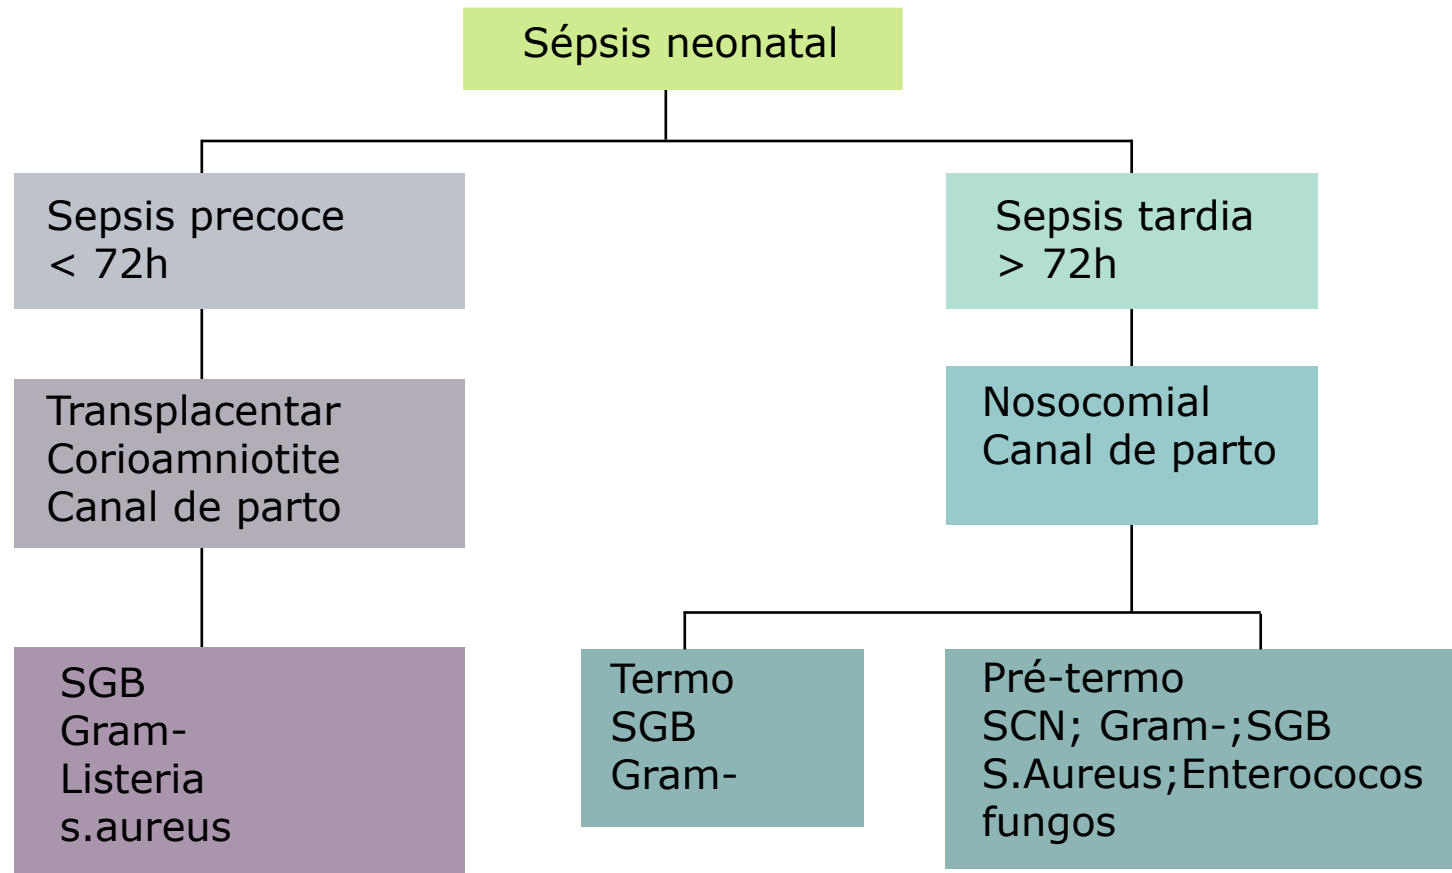 Sépsis neonatal
Sepsis precoce
< 72h
Sepsis tardia
> 72h
Transplacentar
Corioamniotite
Canal de parto
Nosocomial
Canal de parto
SGB
Gram-
Listeria
s.aureus
Termo
SGB
Gram-
Pré-termo
SCN; Gram-;SGB
S.Aureus;Enterococos
fungos